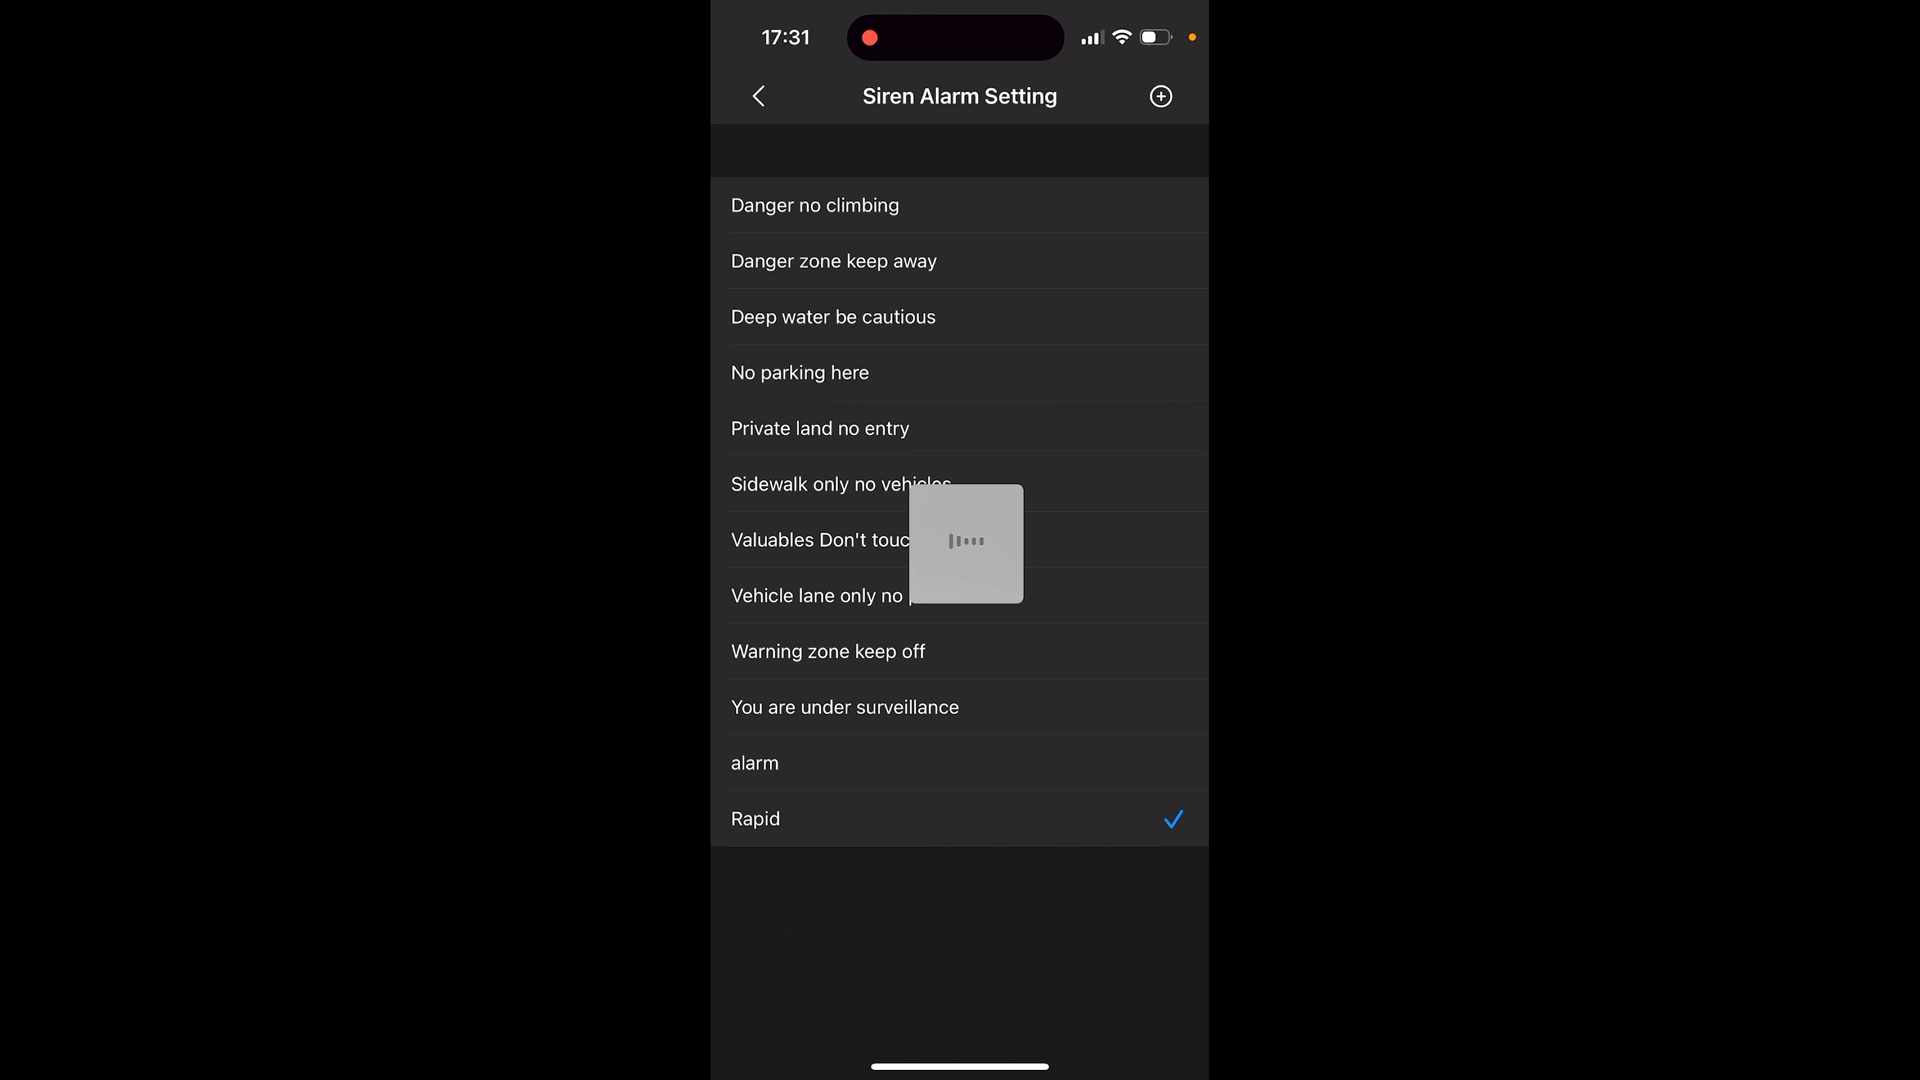 17:31
Siren Alarm Setting
Danger no climbing
Danger zone keep away
Deep water be cautious
No parking here
Private land no entry
Sidewalk only no vehicles
Valuables Don't
Vehicle lane only no
Warning zone keep off
You are under surveillance
alarm
Rapid